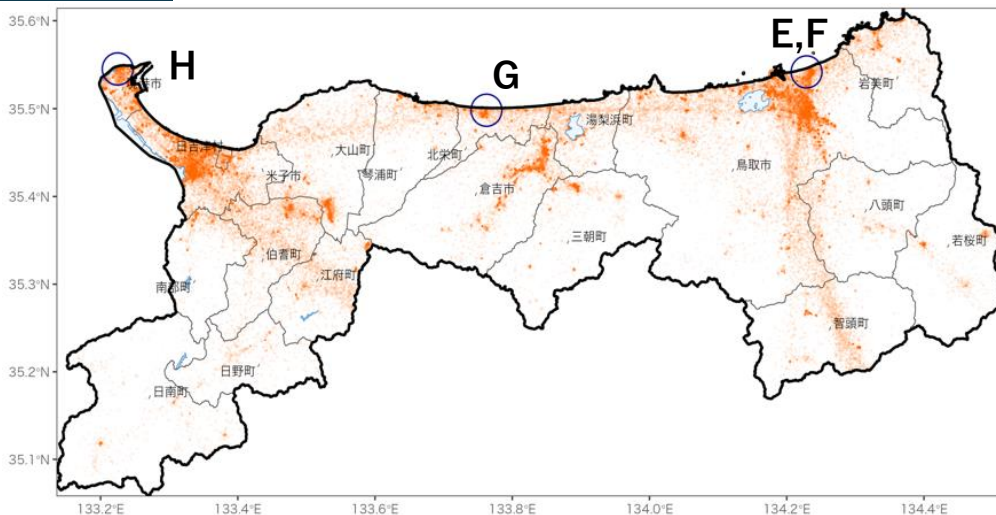 35.6°N
35.5°N
35.4°N
35.3°N
35.2°N
35.1°N
H
G
E,F
岩美町
日吉津村
大山町
米子市
琴浦町
北栄町
湯梨浜町
倉吉市
鳥取市
八頭町
三朝町
若桜町
伯耆町
江府町
南部町
智頭町
日野町
日南町
133.2°E
133.4°E
133.6°E
133.8°E
134.0°E
134.2°E
134.4°E